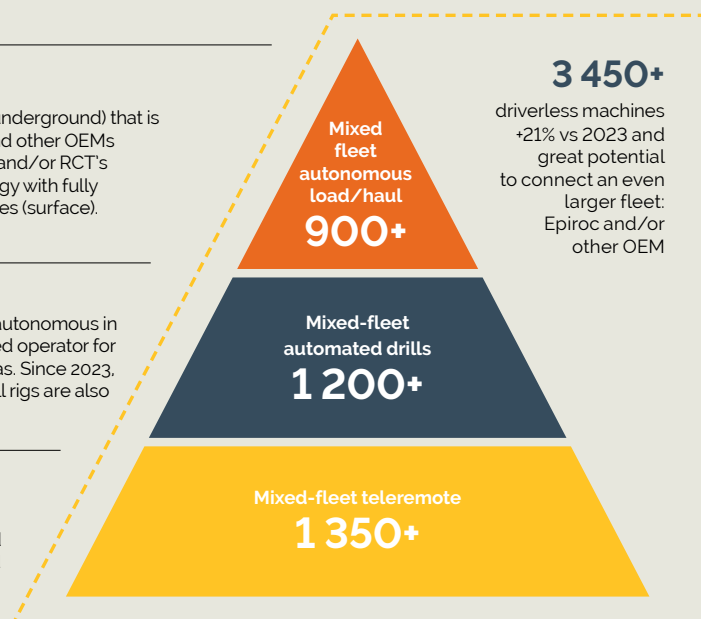 underground) that is
nd other OEMs
and/or RCT's
gy with fully
es (surface).
autonomous in
ed operator for
as. Since 2023,
ll rigs are also
Mixed
fleet
autonomous
load/haul
900+
Mixed-fleet
automated drills
1 200+
Mixed-fleet teleremote
1 350+
3 450+
driverless machines
+21% vs 2023 and
great potential
to connect an even
larger fleet:
Epiroc and/or
other OEM